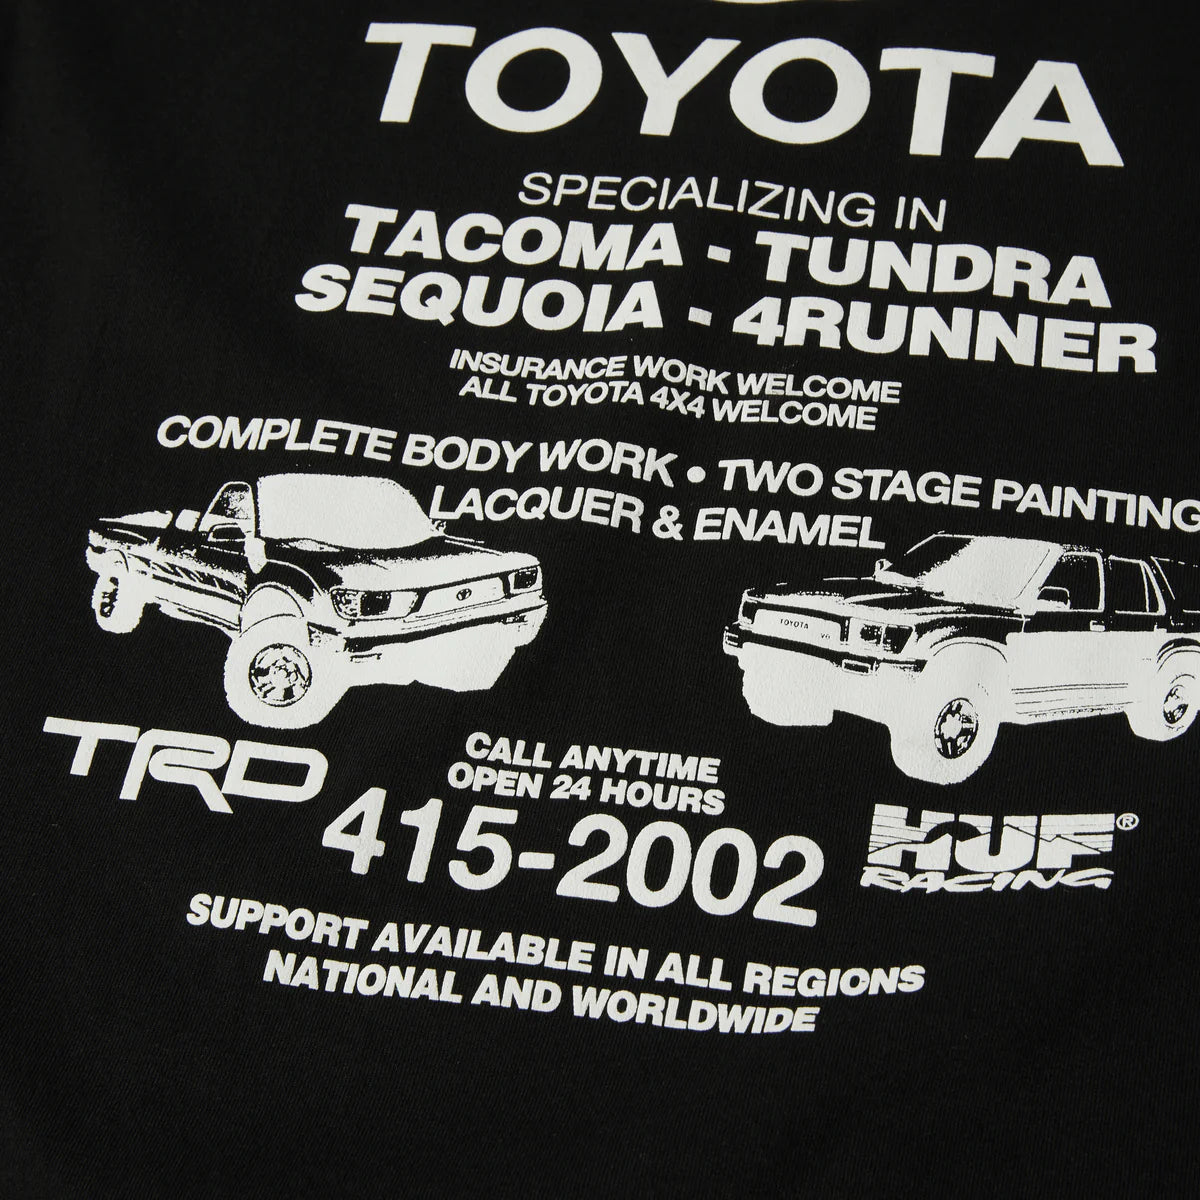 TOYOTA
SPECIALIZING IN
TACOMA - TUNDRA
SEQUOIA - 4RUNNER
INSURANCE WORK WELCOME
ALL TOYOTA 4X4 WELCOME
COMPLETE BODY WORK • TWO STAGE PAINTING
LACQUER & ENAMEL
TOYOTA V6
TRD
CALL ANYTIME
OPEN 24 HOURS
415-2002
HUF®
RACING
SUPPORT AVAILABLE IN ALL REGIONS
NATIONAL AND WORLDWIDE